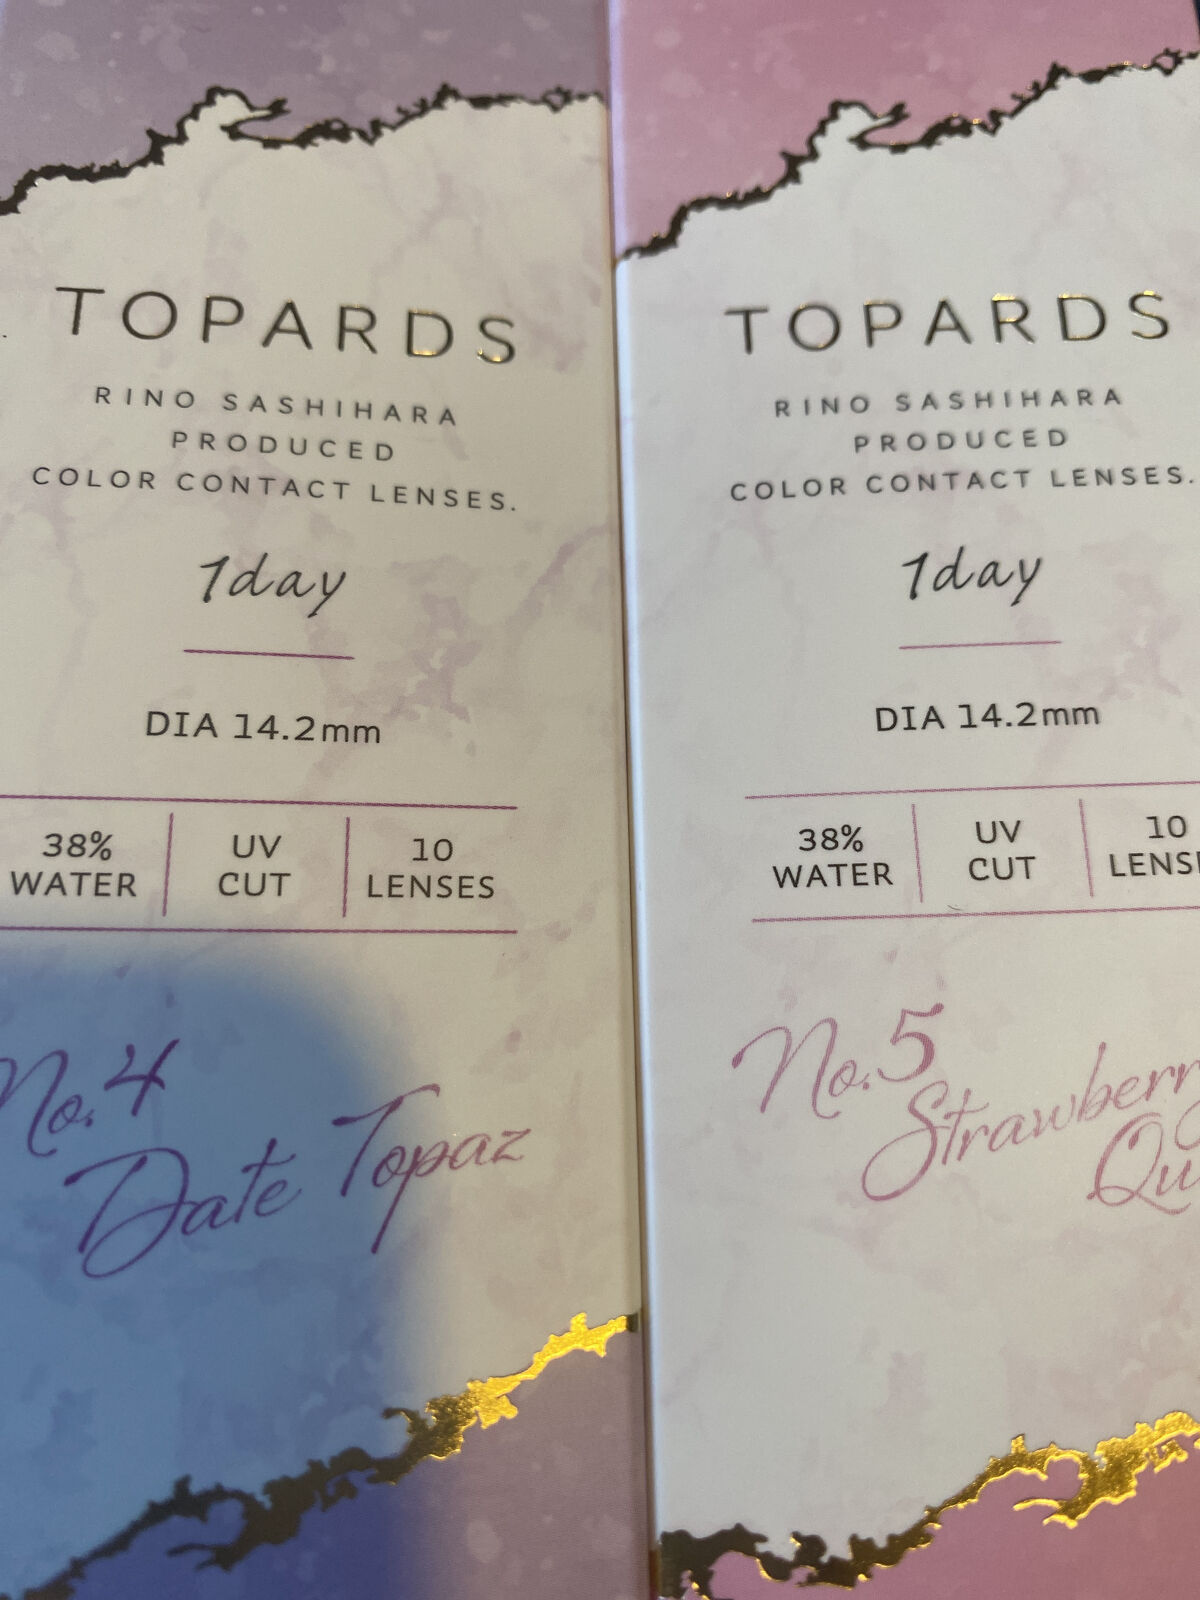 TOPARDS
RINO SASHIHARA
PRODUCED
COLOR CONTACT LENSES.
1day
DIA 14.2mm
38%
WATER
UV
CUT
10
LENSES
No.4
Date Topaz
TOPARDS
RINO SASHIHARA
PRODUCED
COLOR CONTACT LENSES.
1day
DIA 14.2mm
38%
WATER
UV
CUT
10
No.5